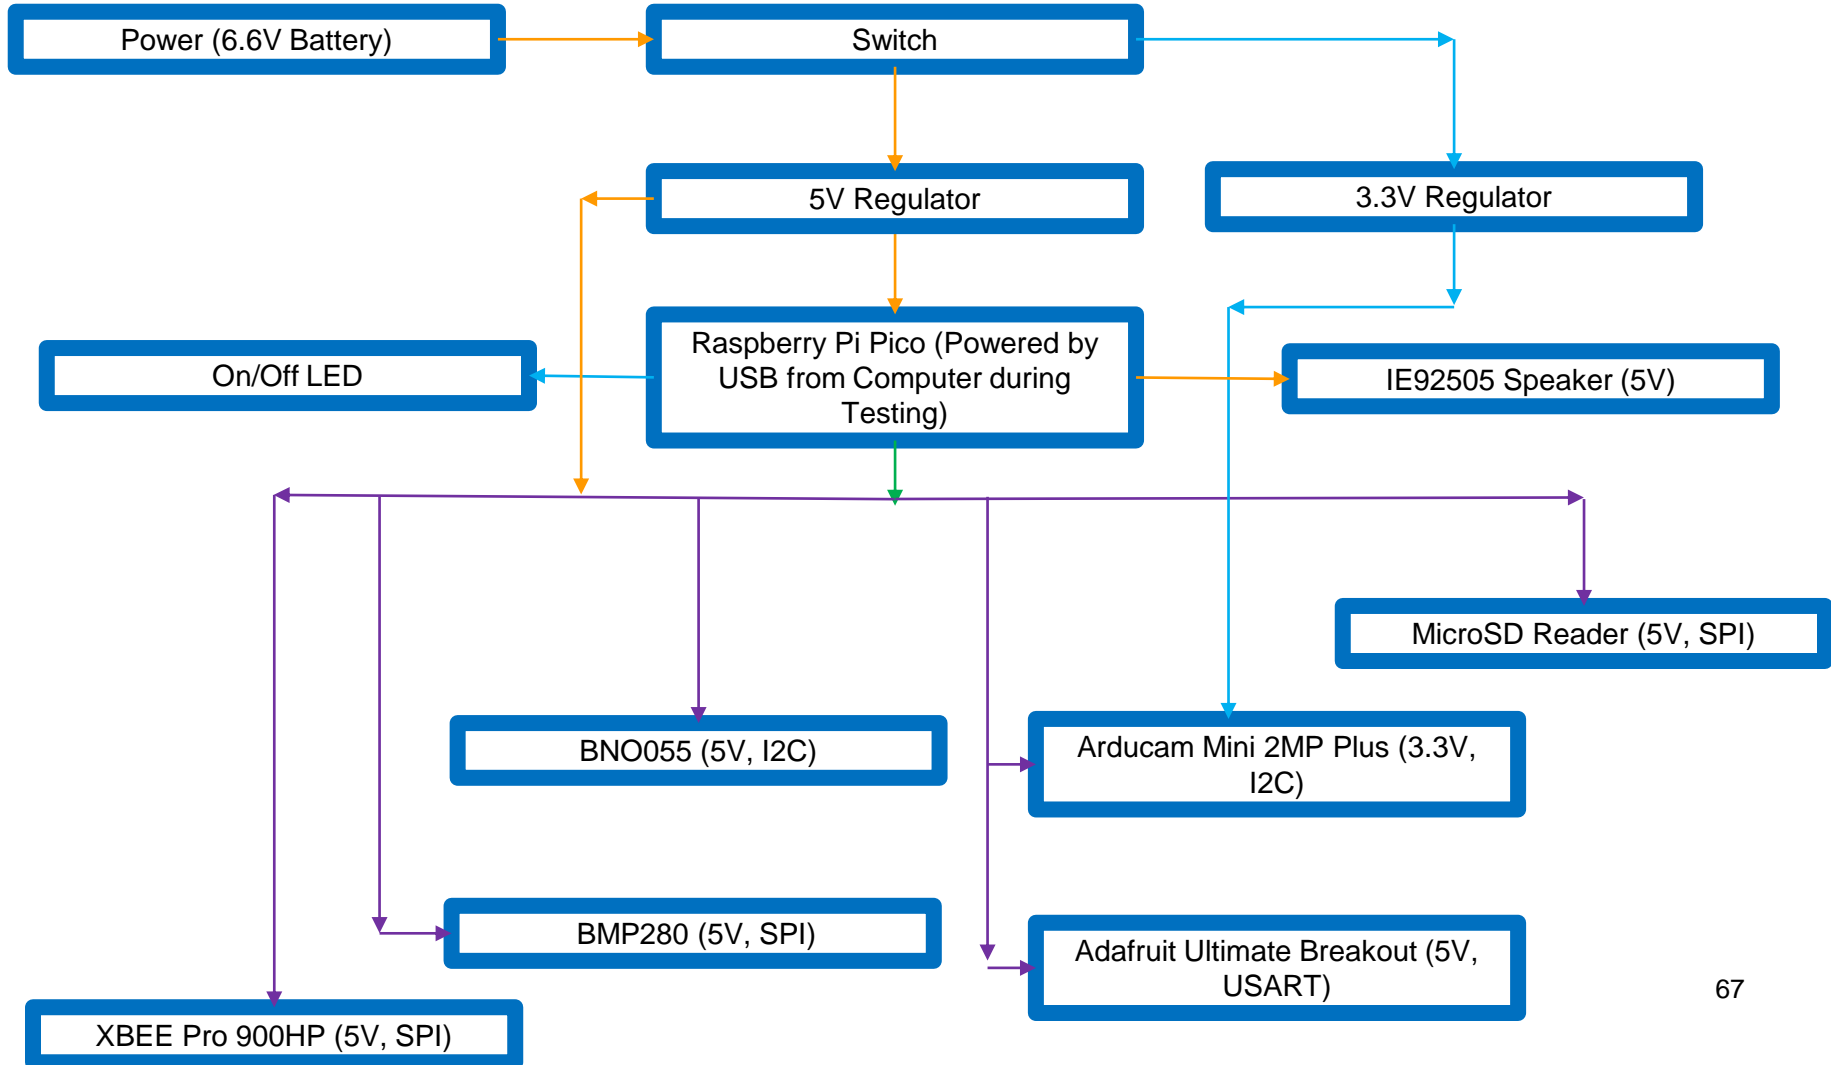 Power (6.6V Battery)
Switch
5V Regulator
3.3V Regulator
Raspberry Pi Pico (Powered by
USB from Computer during
Testing)
On/Off LED
IE92505 Speaker (5V)
MicroSD Reader (5V, SPI)
BNO055 (5V, I2C)
Arducam Mini 2MP Plus (3.3V,
I2C)
BMP280 (5V, SPI)
Adafruit Ultimate Breakout (5V,
USART)
67
XBEE Pro 900HP (5V, SPI)